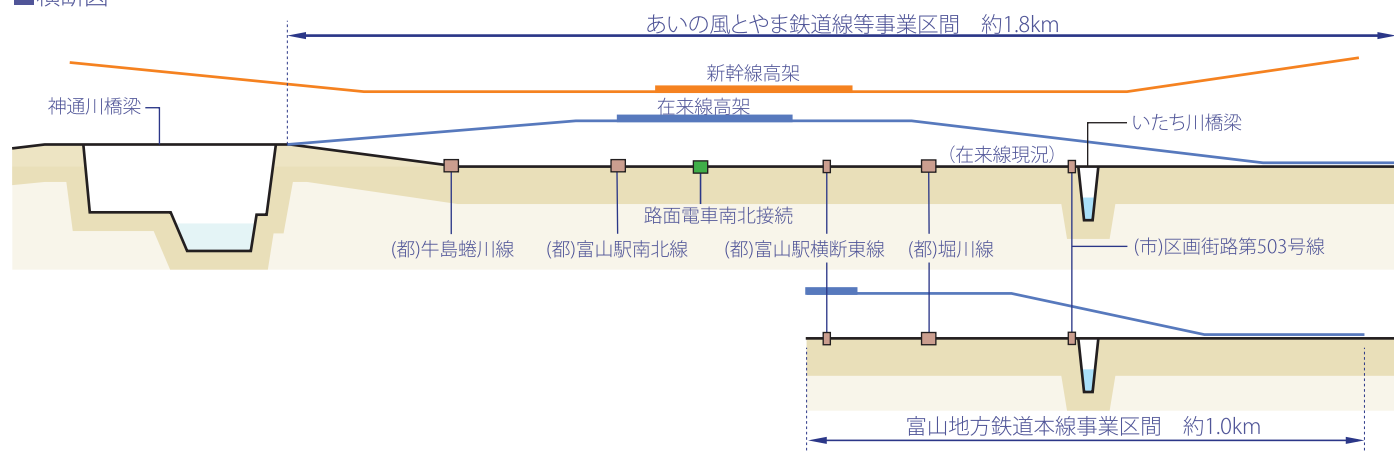 ■横断図
あいの風とやま鉄道線等事業区間　約1.8km
新幹線高架
在来線高架
神通川橋梁
いたち川橋梁
(在来線現況)
路面電車南北接続
(都)牛島蜷川線
(都)富山駅南北線
(都)富山駅横断東線
(都)堀川線
(市)区画街路第503号線
富山地方鉄道本線事業区間　約1.0km